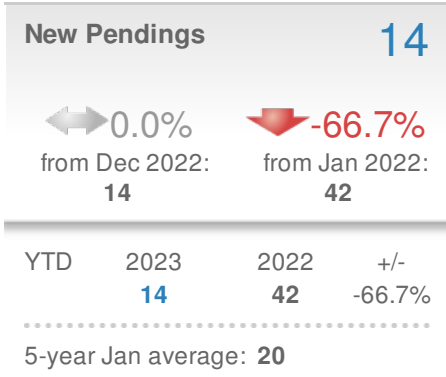 New Pendings 14
0.0% -66.7%
from Dec 2022: from Jan 2022:
14 42
YTD 2023 2022 +/-
14 42 -66.7%
5-year Jan average: 20